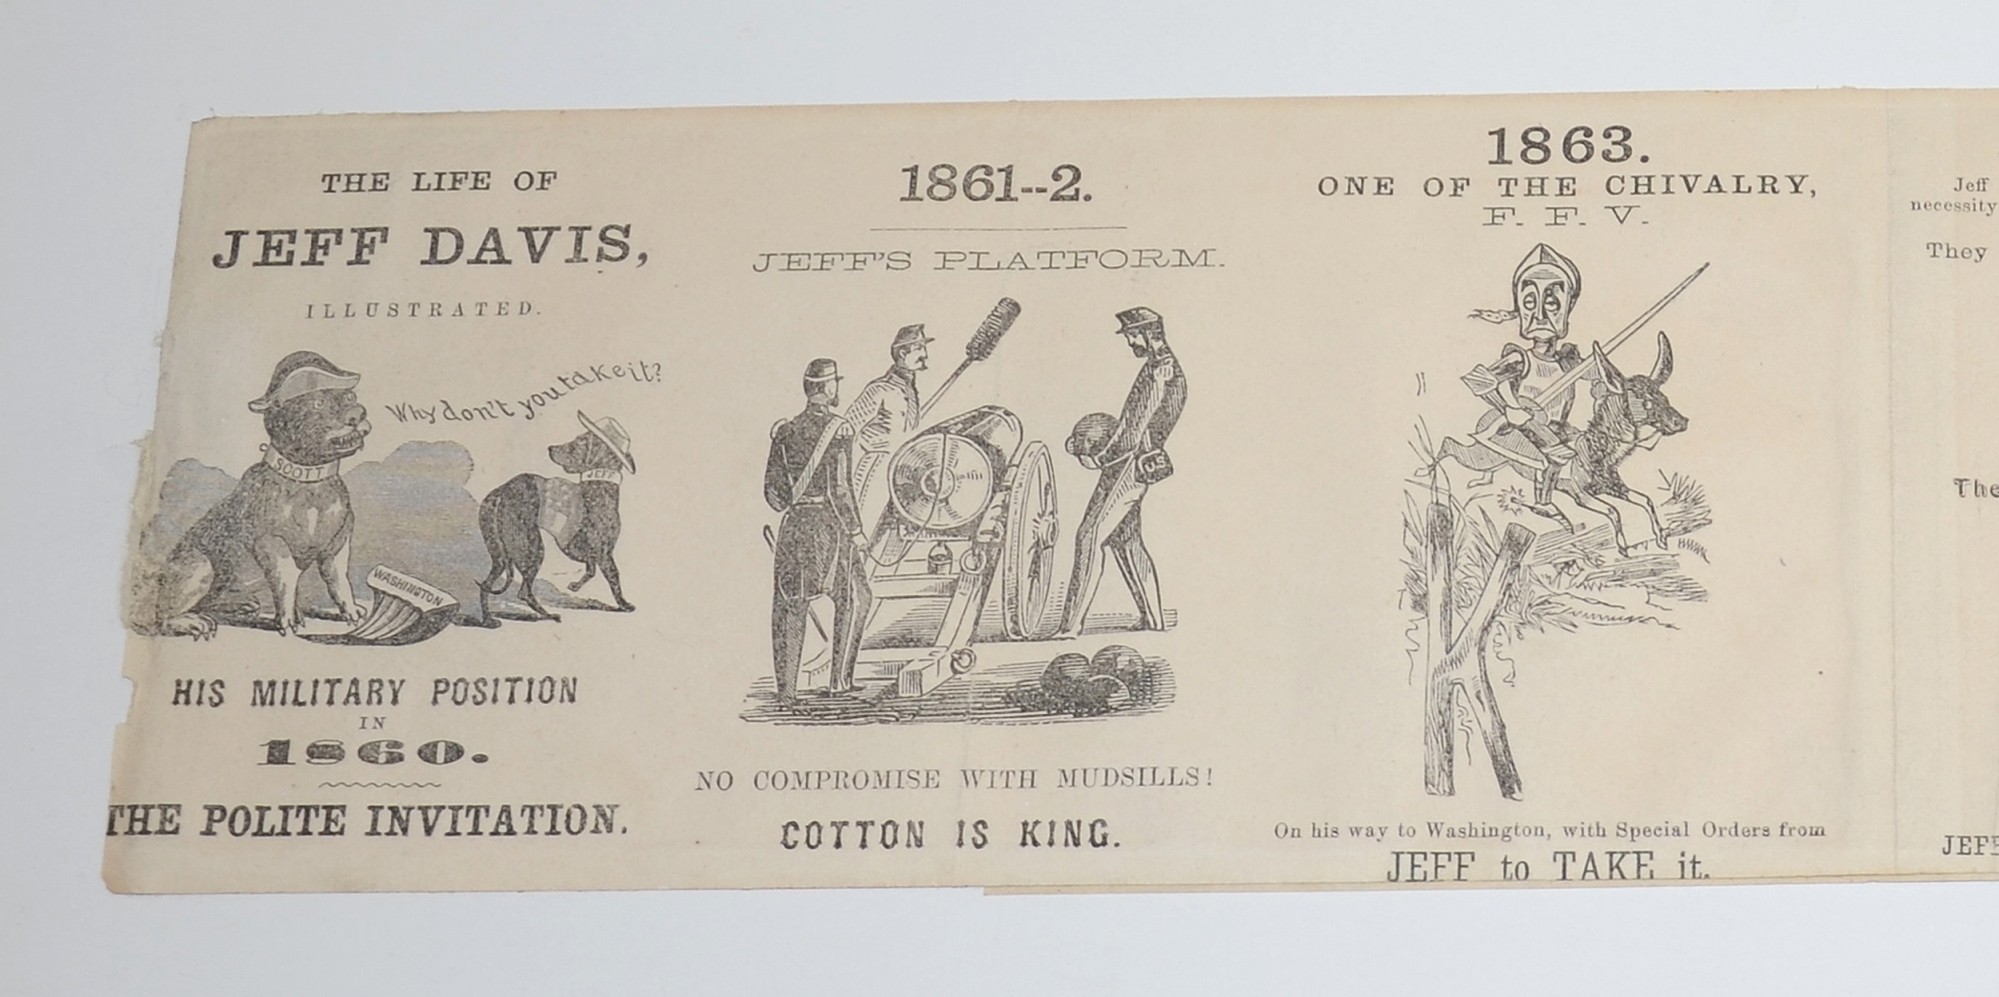 THE LIFE OF
JEFF DAVIS,
ILLUSTRATED.
Why don't you take it?
SCOTT
JEFF
WASHINGTON
HIS MILITARY POSITION
IN
1860.
THE POLITE INVITATION.
1861--2.
JEFF'S PLATFORM.
U.S
NO COMPROMISE WITH MUDSILLS!
COTTON IS KING.
1863.
ONE OF THE CHIVALRY,
F. F. V.
On his way to Washington, with Special Orders from
JEFF to TAKE it.
Jeff
necessity
They
The
JEFF